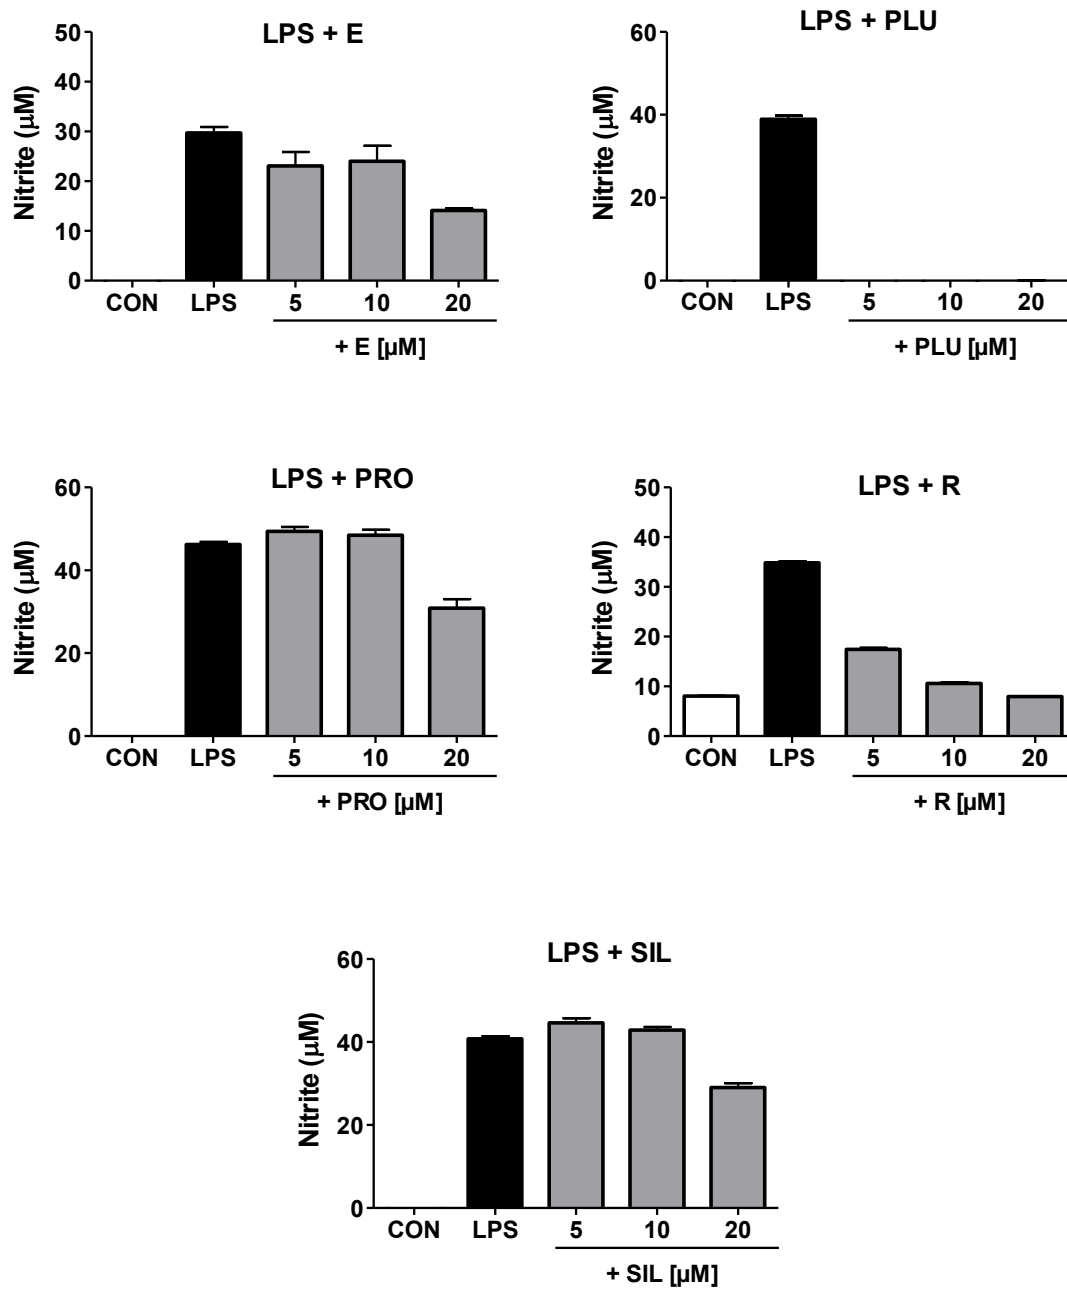 LPS + E
Nitrite (μM)
50
40
30
20
10
0
CON LPS 5 10 20
+ E [μM]
LPS + PLU
Nitrite (μM)
60
40
20
0
CON LPS 5 10 20
+ PLU [μM]
LPS + PRO
Nitrite (μM)
60
40
20
0
CON LPS 5 10 20
+ PRO [μM]
LPS + R
Nitrite (μM)
50
40
30
20
10
0
CON LPS 5 10 20
+ R [μM]
LPS + SIL
Nitrite (μM)
60
40
20
0
CON LPS 5 10 20
+ SIL [μM]